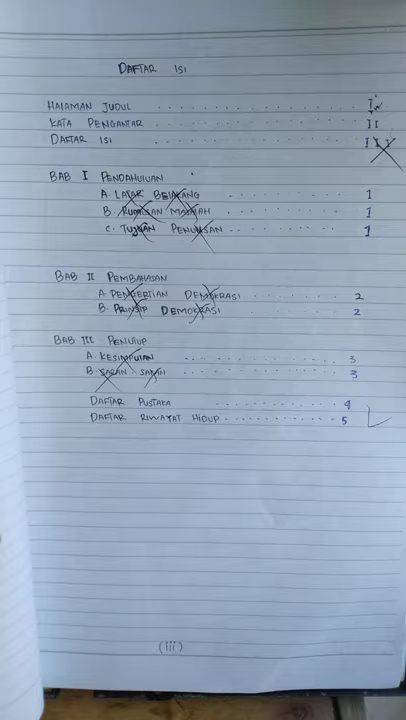 DAFTAR ISI
HALAMAN JUDUL . . . . . . . . . . . . . . . . I
KATA PENGANTAR . . . . . . . . . . . . . . . . II
DAFTAR ISI . . . . . . . . . . . . . . . . III
BAB I PENDAHULUAN
A. LATAR BELAKANG . . . . . . . . . . . . 1
B. RUMUSAN MASALAH . . . . . . . . . . . . 1
C. TUJUAN PENULISAN . . . . . . . . . . . . 1
BAB II PEMBAHASAN
A. PENGERTIAN DEMOKRASI . . . . . . . . . . 2
B. PRINSIP DEMOKRASI . . . . . . . . . . 2
BAB III PENUTUP
A. KESIMPULAN . . . . . . . . . . . . 3
B. SARAN SARAN . . . . . . . . . . . . 3
DAFTAR PUSTAKA . . . . . . . . . . . . 4
DAFTAR RIWAYAT HIDUP . . . . . . . . . . . . 5
(iii)